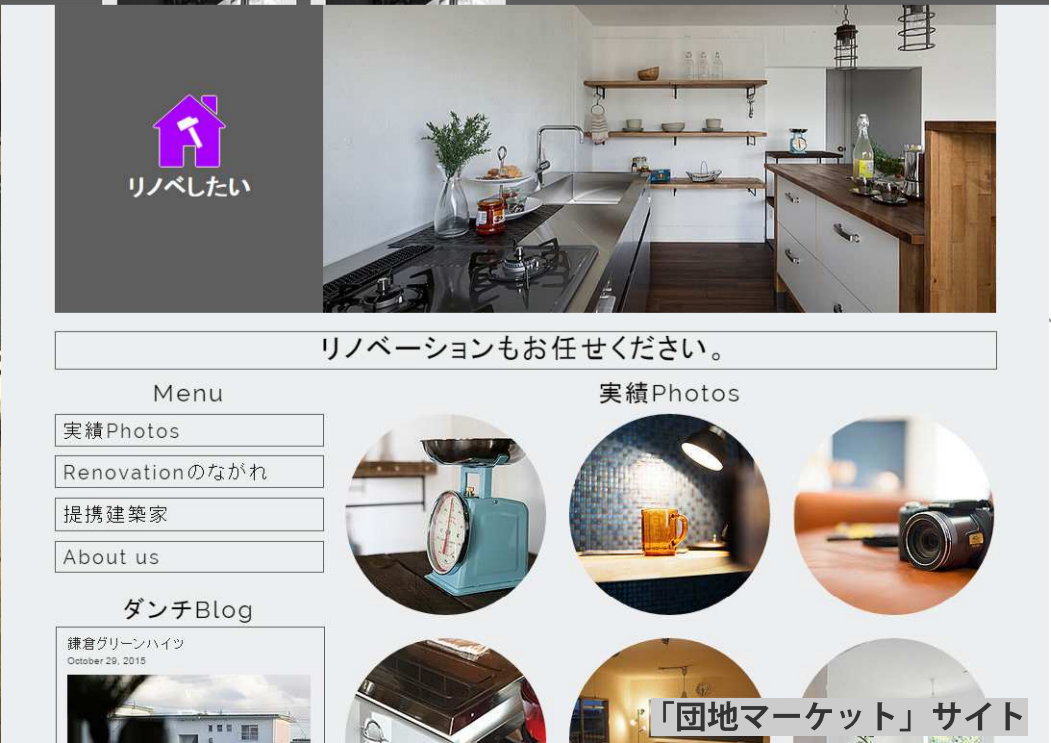 リノベしたい
リノベーションもお任せください。
Menu
実績Photos
Renovationのながれ
提携建築家
About us
ダンチBlog
鎌倉グリーンハイツ
October 29, 2015
実績Photos
「団地マーケット」サイト